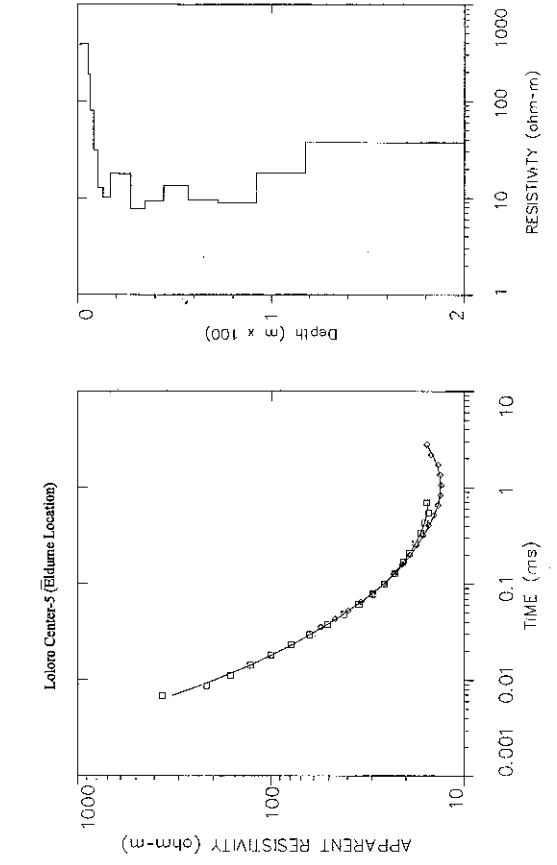 Loloro Center-5 (Eldume Location)
APPARENT RESISTIVITY (ohm-m)
1000
100
10
0.001 0.01 0.1 1 10
TIME (ms)
Depth (m x 100)
0
1
2
1 10 100 1000
RESISTIVITY (ohm-m)